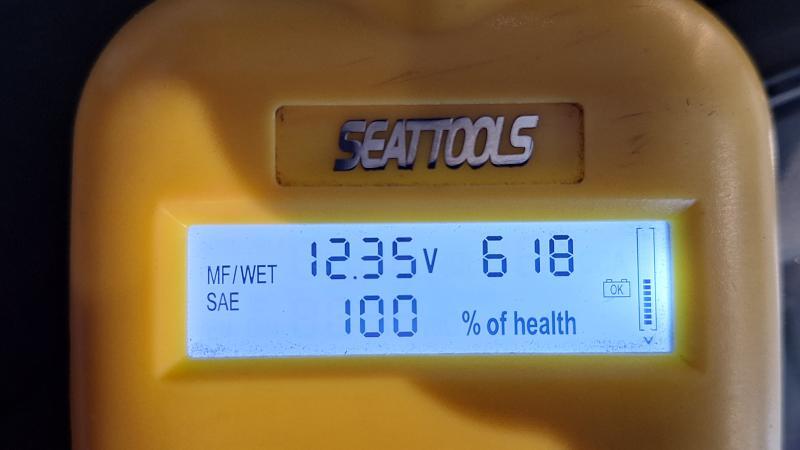 SEATTOOLS
MF/WET 12.35V 618
SAE 100 % of health
OK
V